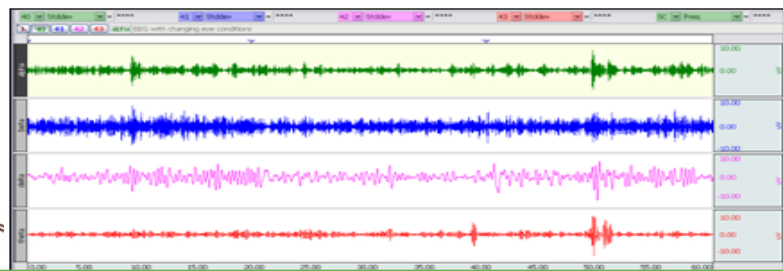 40 Stddev = **** 41 Stddev = **** 42 Stddev = **** 43 Stddev = **** SC Freq = ****
40 41 42 43 alpha EEG with changing eye conditions
alpha 10.00
0.00
beta 10.00
0.00
-10.00
delta 10.00
0.00
-10.00
theta 10.00
0.00
-10.00
0.00 5.00 10.00 15.00 20.00 25.00 30.00 35.00 40.00 45.00 50.00 55.00 60.00